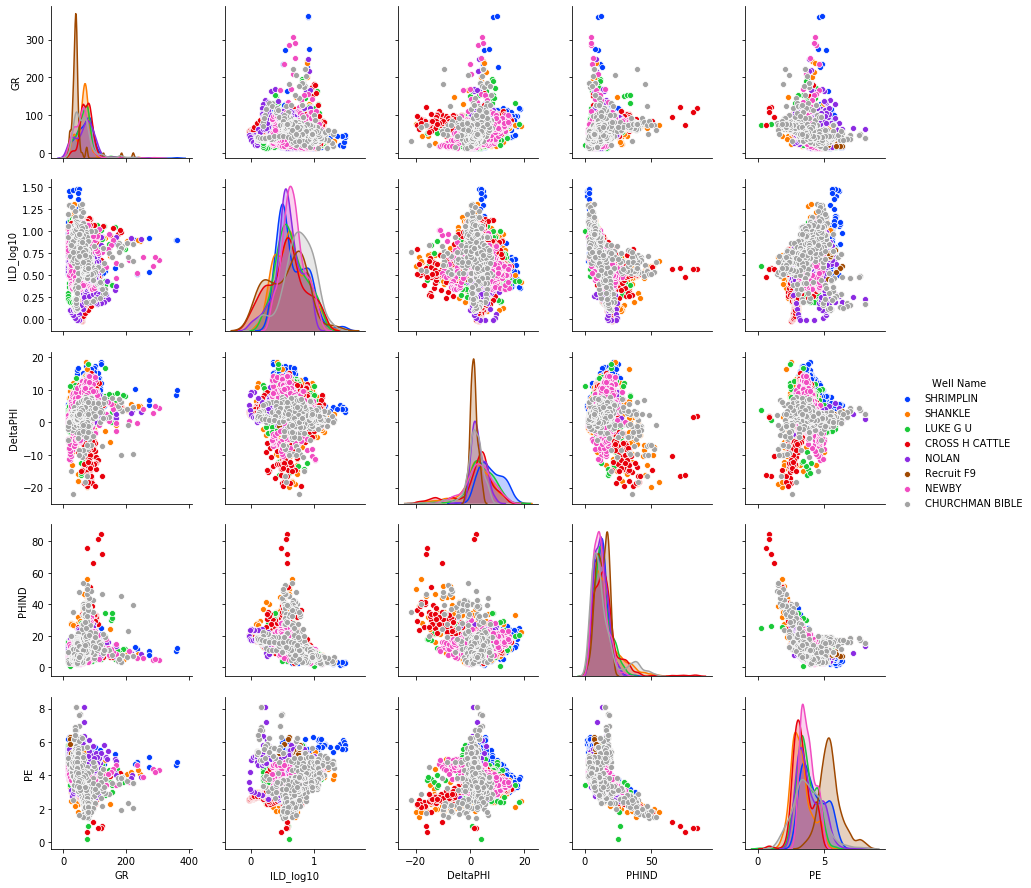 300
200
100
0
GR
1.50
1.25
1.00
0.75
0.50
0.25
0.00
ILD_log10
20
10
0
−10
−20
DeltaPHI
Well Name
SHRIMPLIN
SHANKLE
LUKE G U
CROSS H CATTLE
NOLAN
Recruit F9
NEWBY
CHURCHMAN BIBLE
80
60
40
20
0
PHIND
8
6
4
2
0
PE
0 200 400
0 1
−20 0 20
0 50
0 5
GR ILD_log10 DeltaPHI PHIND PE